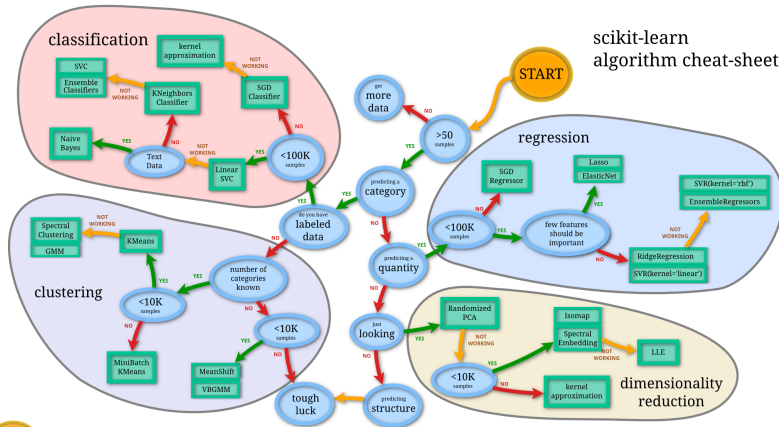 scikit-learn
algorithm cheat-sheet
START
>50
samples
get
more
data
NO
YES
predicting a
category
YES
NO
do you have
labeled
data
YES
NO
predicting a
quantity
YES
NO
just
looking
YES
NO
predicting
structure
tough
luck
classification
kernel
approximation
NOT
WORKING
SGD
Classifier
NO
<100K
samples
YES
Linear
SVC
NOT
WORKING
Text
Data
YES
Naive
Bayes
NO
KNeighbors
Classifier
NOT
WORKING
SVC
Ensemble
Classifiers
regression
<100K
samples
NO
SGD
Regressor
YES
few features
should be
important
YES
Lasso
ElasticNet
NO
RidgeRegression
SVR(kernel='linear')
NOT
WORKING
SVR(kernel='rbf')
EnsembleRegressors
clustering
number of
categories
known
YES
NO
<10K
samples
YES
KMeans
NOT
WORKING
Spectral
Clustering
GMM
NO
MiniBatch
KMeans
<10K
samples
YES
MeanShift
VBGMM
NO
dimensionality
reduction
Randomized
PCA
NOT
WORKING
<10K
samples
YES
Isomap
Spectral
Embedding
NOT
WORKING
LLE
NO
kernel
approximation